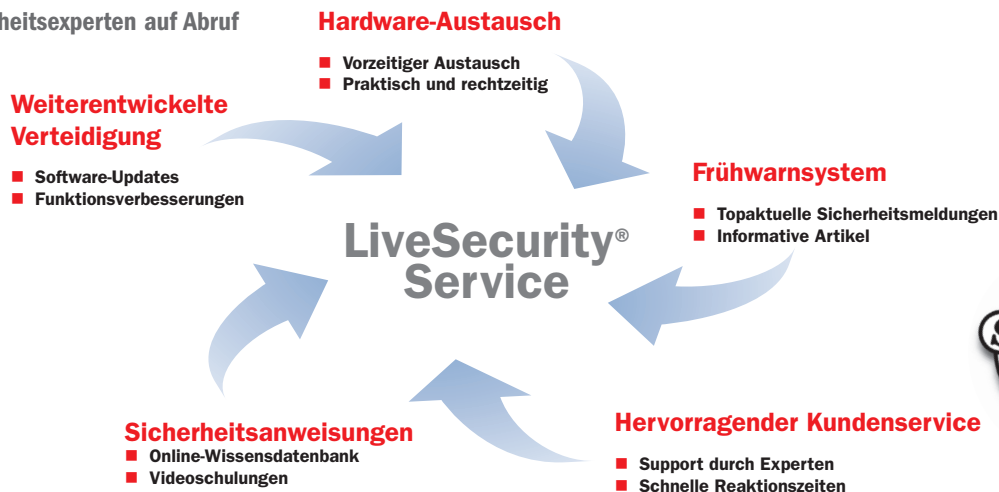 Hardware-Austausch
■ Vorzeitiger Austausch
■ Praktisch und rechtzeitig
Weiterentwickelte
Verteidigung
■ Software-Updates
■ Funktionsverbesserungen
Frühwarnsystem
■ Topaktuelle Sicherheitsmeldungen
■ Informative Artikel
LiveSecurity®
Service
Sicherheitsanweisungen
■ Online-Wissensdatenbank
■ Videoschulungen
Hervorragender Kundenservice
■ Support durch Experten
■ Schnelle Reaktionszeiten
heitsexperten auf Abruf